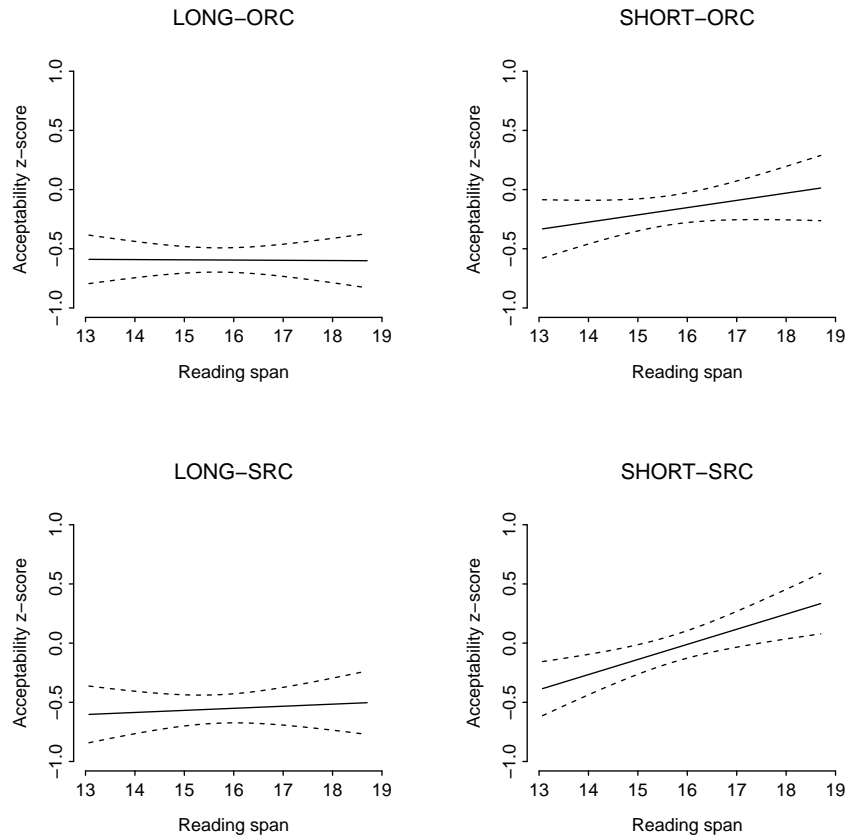 LONG−ORC
Acceptability z−score
−1.0 −0.5 0.0 0.5 1.0
13 14 15 16 17 18 19
Reading span
SHORT−ORC
Acceptability z−score
−1.0 −0.5 0.0 0.5 1.0
13 14 15 16 17 18 19
Reading span
LONG−SRC
Acceptability z−score
−1.0 −0.5 0.0 0.5 1.0
13 14 15 16 17 18 19
Reading span
SHORT−SRC
Acceptability z−score
−1.0 −0.5 0.0 0.5 1.0
13 14 15 16 17 18 19
Reading span